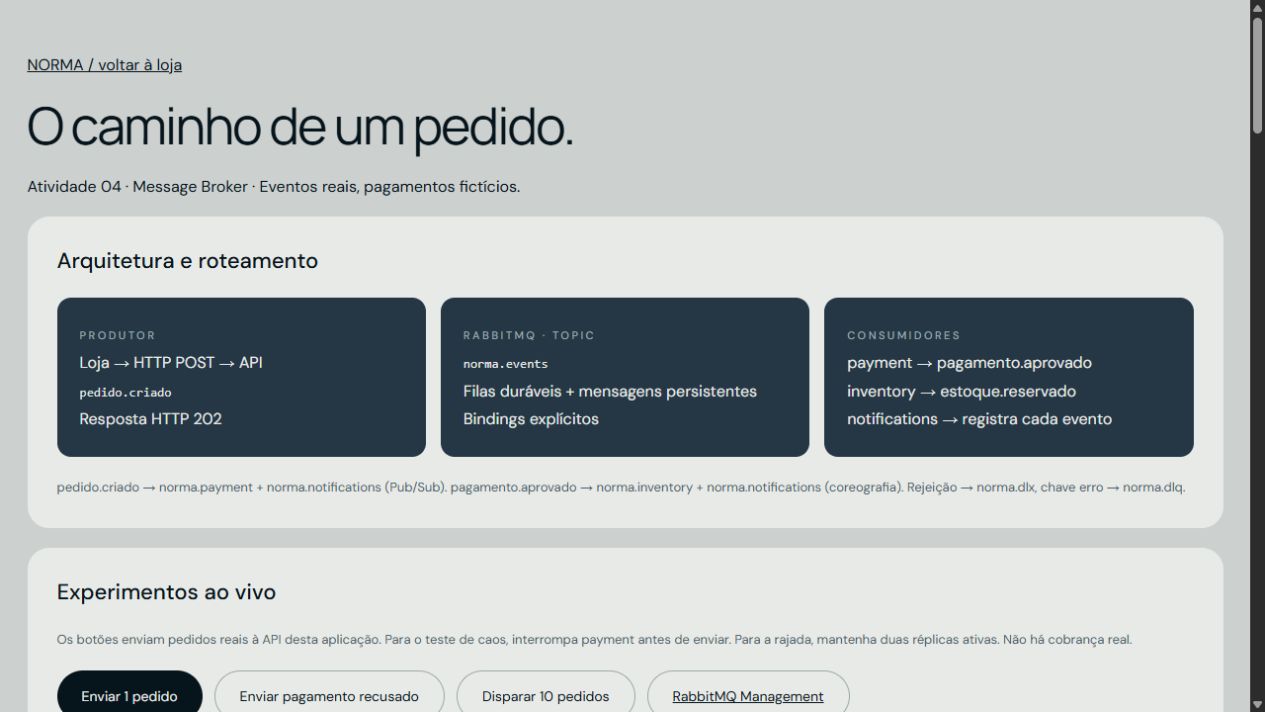 NORMA / voltar à loja
O caminho de um pedido.
Atividade 04 · Message Broker · Eventos reais, pagamentos fictícios.
Arquitetura e roteamento
PRODUTOR
Loja → HTTP POST → API
pedido.criado
Resposta HTTP 202
RABBITMQ · TOPIC
norma.events
Filas duráveis + mensagens persistentes
Bindings explícitos
CONSUMIDORES
payment → pagamento.aprovado
inventory → estoque.reservado
notifications → registra cada evento
pedido.criado → norma.payment + norma.notifications (Pub/Sub). pagamento.aprovado → norma.inventory + norma.notifications (coreografia). Rejeição → norma.dlx, chave erro → norma.dlq.
Experimentos ao vivo
Os botões enviam pedidos reais à API desta aplicação. Para o teste de caos, interrompa payment antes de enviar. Para a rajada, mantenha duas réplicas ativas. Não há cobrança real.
Enviar 1 pedido
Enviar pagamento recusado
Disparar 10 pedidos
RabbitMQ Management